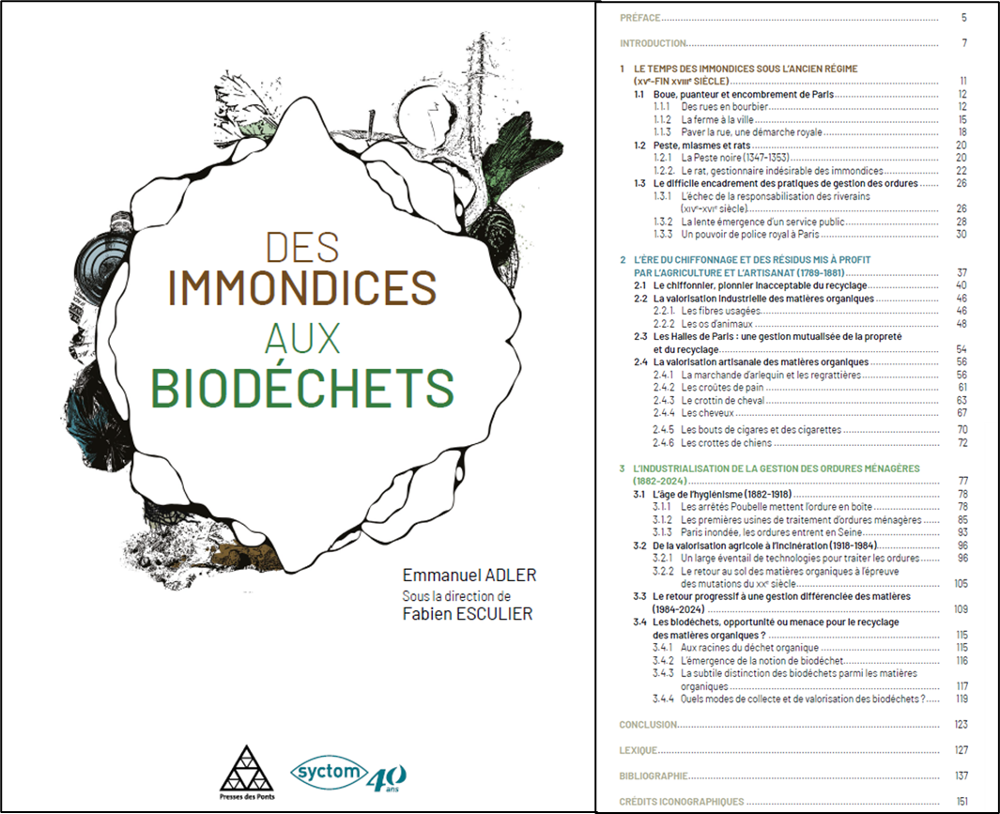 DES
IMMONDICES
AUX
BIODÉCHETS
Emmanuel ADLER
Sous la direction de
Fabien ESCULIER
Presses des Ponts
syctom 40
ans
PRÉFACE 5
INTRODUCTION 7
1 LE TEMPS DES IMMONDICES SOUS L'ANCIEN RÉGIME
(XVe-FIN XVIIIe SIÈCLE) 11
1.1 Boue, puanteur et encombrement de Paris 12
1.1.1 Des rues en bourbier 12
1.1.2 La ferme à la ville 15
1.1.3 Paver la rue, une démarche royale 18
1.2 Peste, miasmes et rats 20
1.2.1 La Peste noire (1347-1353) 20
1.2.2. Le rat, gestionnaire indésirable des immondices 22
1.3 Le difficile encadrement des pratiques de gestion des ordures 26
1.3.1 L'échec de la responsabilisation des riverains
(XIVe-XVIe siècle) 26
1.3.2 La lente émergence d'un service public 28
1.3.3 Un pouvoir de police royal à Paris 30
2 L'ÈRE DU CHIFFONNAGE ET DES RÉSIDUS MIS À PROFIT
PAR L'AGRICULTURE ET L'ARTISANAT (1789-1881) 37
2.1 Le chiffonnier, pionnier inacceptable du recyclage 40
2.2 La valorisation industrielle des matières organiques 46
2.2.1. Les fibres usagées 46
2.2.2 Les os d'animaux 48
2.3 Les Halles de Paris : une gestion mutualisée de la propreté
et du recyclage 54
2.4 La valorisation artisanale des matières organiques 56
2.4.1 La marchande d'arlequin et les regrattières 56
2.4.2 Les croûtes de pain 61
2.4.3 Le crottin de cheval 63
2.4.4 Les cheveux 67
2.4.5 Les bouts de cigares et des cigarettes 70
2.4.6 Les crottes de chiens 72
3 L'INDUSTRIALISATION DE LA GESTION DES ORDURES MÉNAGÈRES
(1882-2024) 77
3.1 L'âge de l'hygiénisme (1882-1918) 78
3.1.1 Les arrêtés Poubelle mettent l'ordure en boîte 78
3.1.2 Les premières usines de traitement d'ordures ménagères 85
3.1.3 Paris inondée, les ordures entrent en Seine 93
3.2 De la valorisation agricole à l'incinération (1918-1984) 96
3.2.1 Un large éventail de technologies pour traiter les ordures 96
3.2.2 Le retour au sol des matières organiques à l'épreuve
des mutations du XXe siècle 105
3.3 Le retour progressif à une gestion différenciée des matières
(1984-2024) 109
3.4 Les biodéchets, opportunité ou menace pour le recyclage
des matières organiques ? 115
3.4.1 Aux racines du déchet organique 115
3.4.2 L'émergence de la notion de biodéchet 116
3.4.3 La subtile distinction des biodéchets parmi les matières
organiques 117
3.4.4 Quels modes de collecte et de valorisation des biodéchets ? 119
CONCLUSION 123
LEXIQUE 127
BIBLIOGRAPHIE 137
CRÉDITS ICONOGRAPHIQUES 151